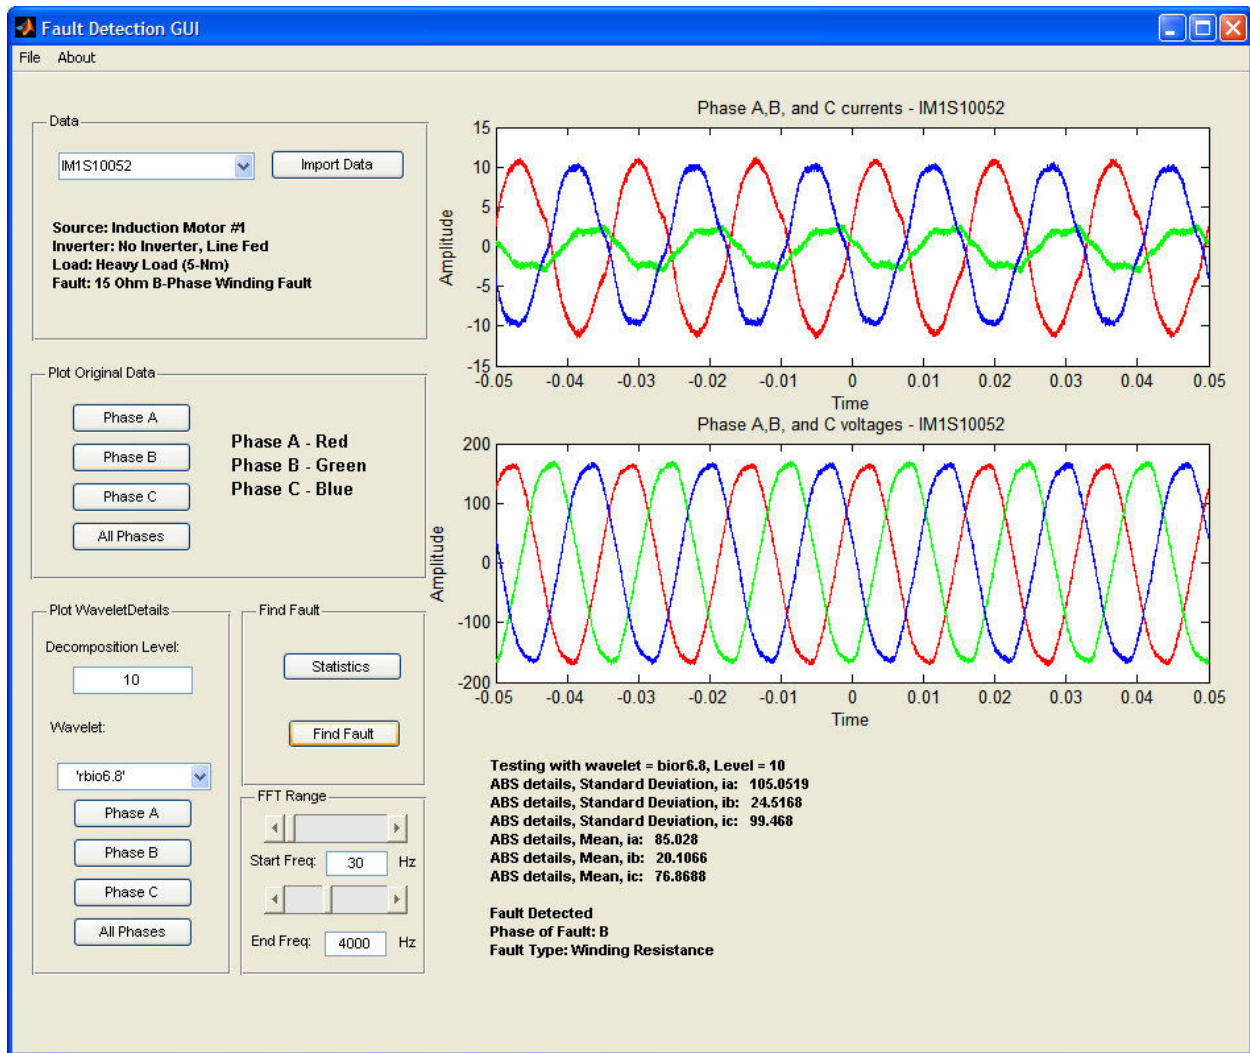 Fault Detection GUI
File About
Data
IM1S10052
Import Data
Source: Induction Motor #1
Inverter: No Inverter, Line Fed
Load: Heavy Load (5-Nm)
Fault: 15 Ohm B-Phase Winding Fault
Plot Original Data
Phase A
Phase B
Phase C
All Phases
Phase A - Red
Phase B - Green
Phase C - Blue
Plot WaveletDetails
Decomposition Level:
10
Wavelet:
'rbio6.8'
Phase A
Phase B
Phase C
All Phases
Find Fault
Statistics
Find Fault
FFT Range
Start Freq: 30 Hz
End Freq: 4000 Hz
Phase A,B, and C currents - IM1S10052
Amplitude
15
10
5
0
-5
-10
-15
-0.05 -0.04 -0.03 -0.02 -0.01 0 0.01 0.02 0.03 0.04 0.05
Time
Phase A,B, and C voltages - IM1S10052
Amplitude
200
100
0
-100
-200
-0.05 -0.04 -0.03 -0.02 -0.01 0 0.01 0.02 0.03 0.04 0.05
Time
Testing with wavelet = bior6.8, Level = 10
ABS details, Standard Deviation, ia: 105.0519
ABS details, Standard Deviation, ib: 24.5168
ABS details, Standard Deviation, ic: 99.468
ABS details, Mean, ia: 85.028
ABS details, Mean, ib: 20.1066
ABS details, Mean, ic: 76.8688
Fault Detected
Phase of Fault: B
Fault Type: Winding Resistance